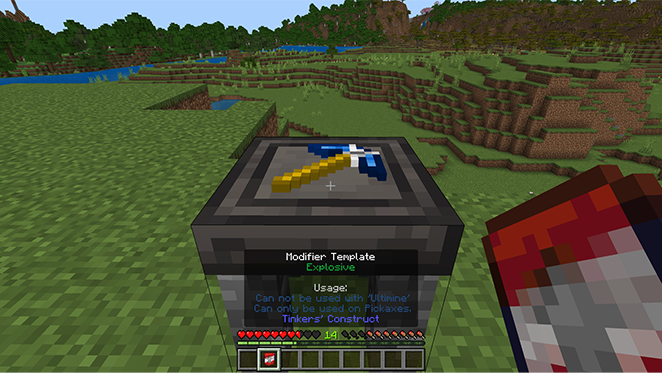 Modifier Template
Explosive
Usage:
Can not be used with 'Ultimine'
Can only be used on Pickaxes.
Tinkers' Construct
14